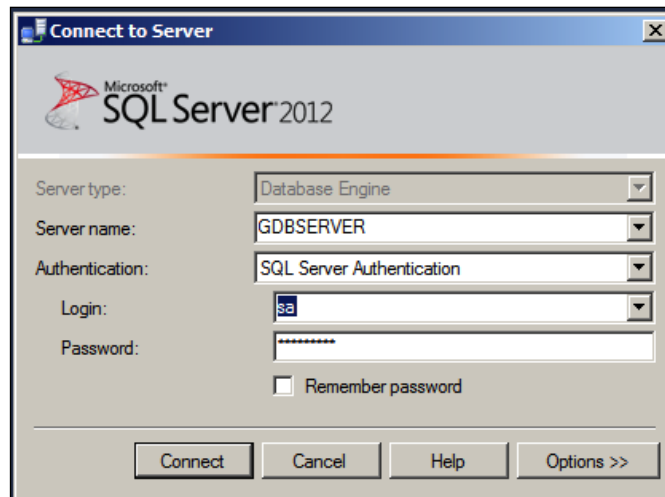 Connect to Server
Microsoft®
SQL Server® 2012
Server type: Database Engine
Server name: GDBSERVER
Authentication: SQL Server Authentication
Login: sa
Password: *********
Remember password
Connect Cancel Help Options >>